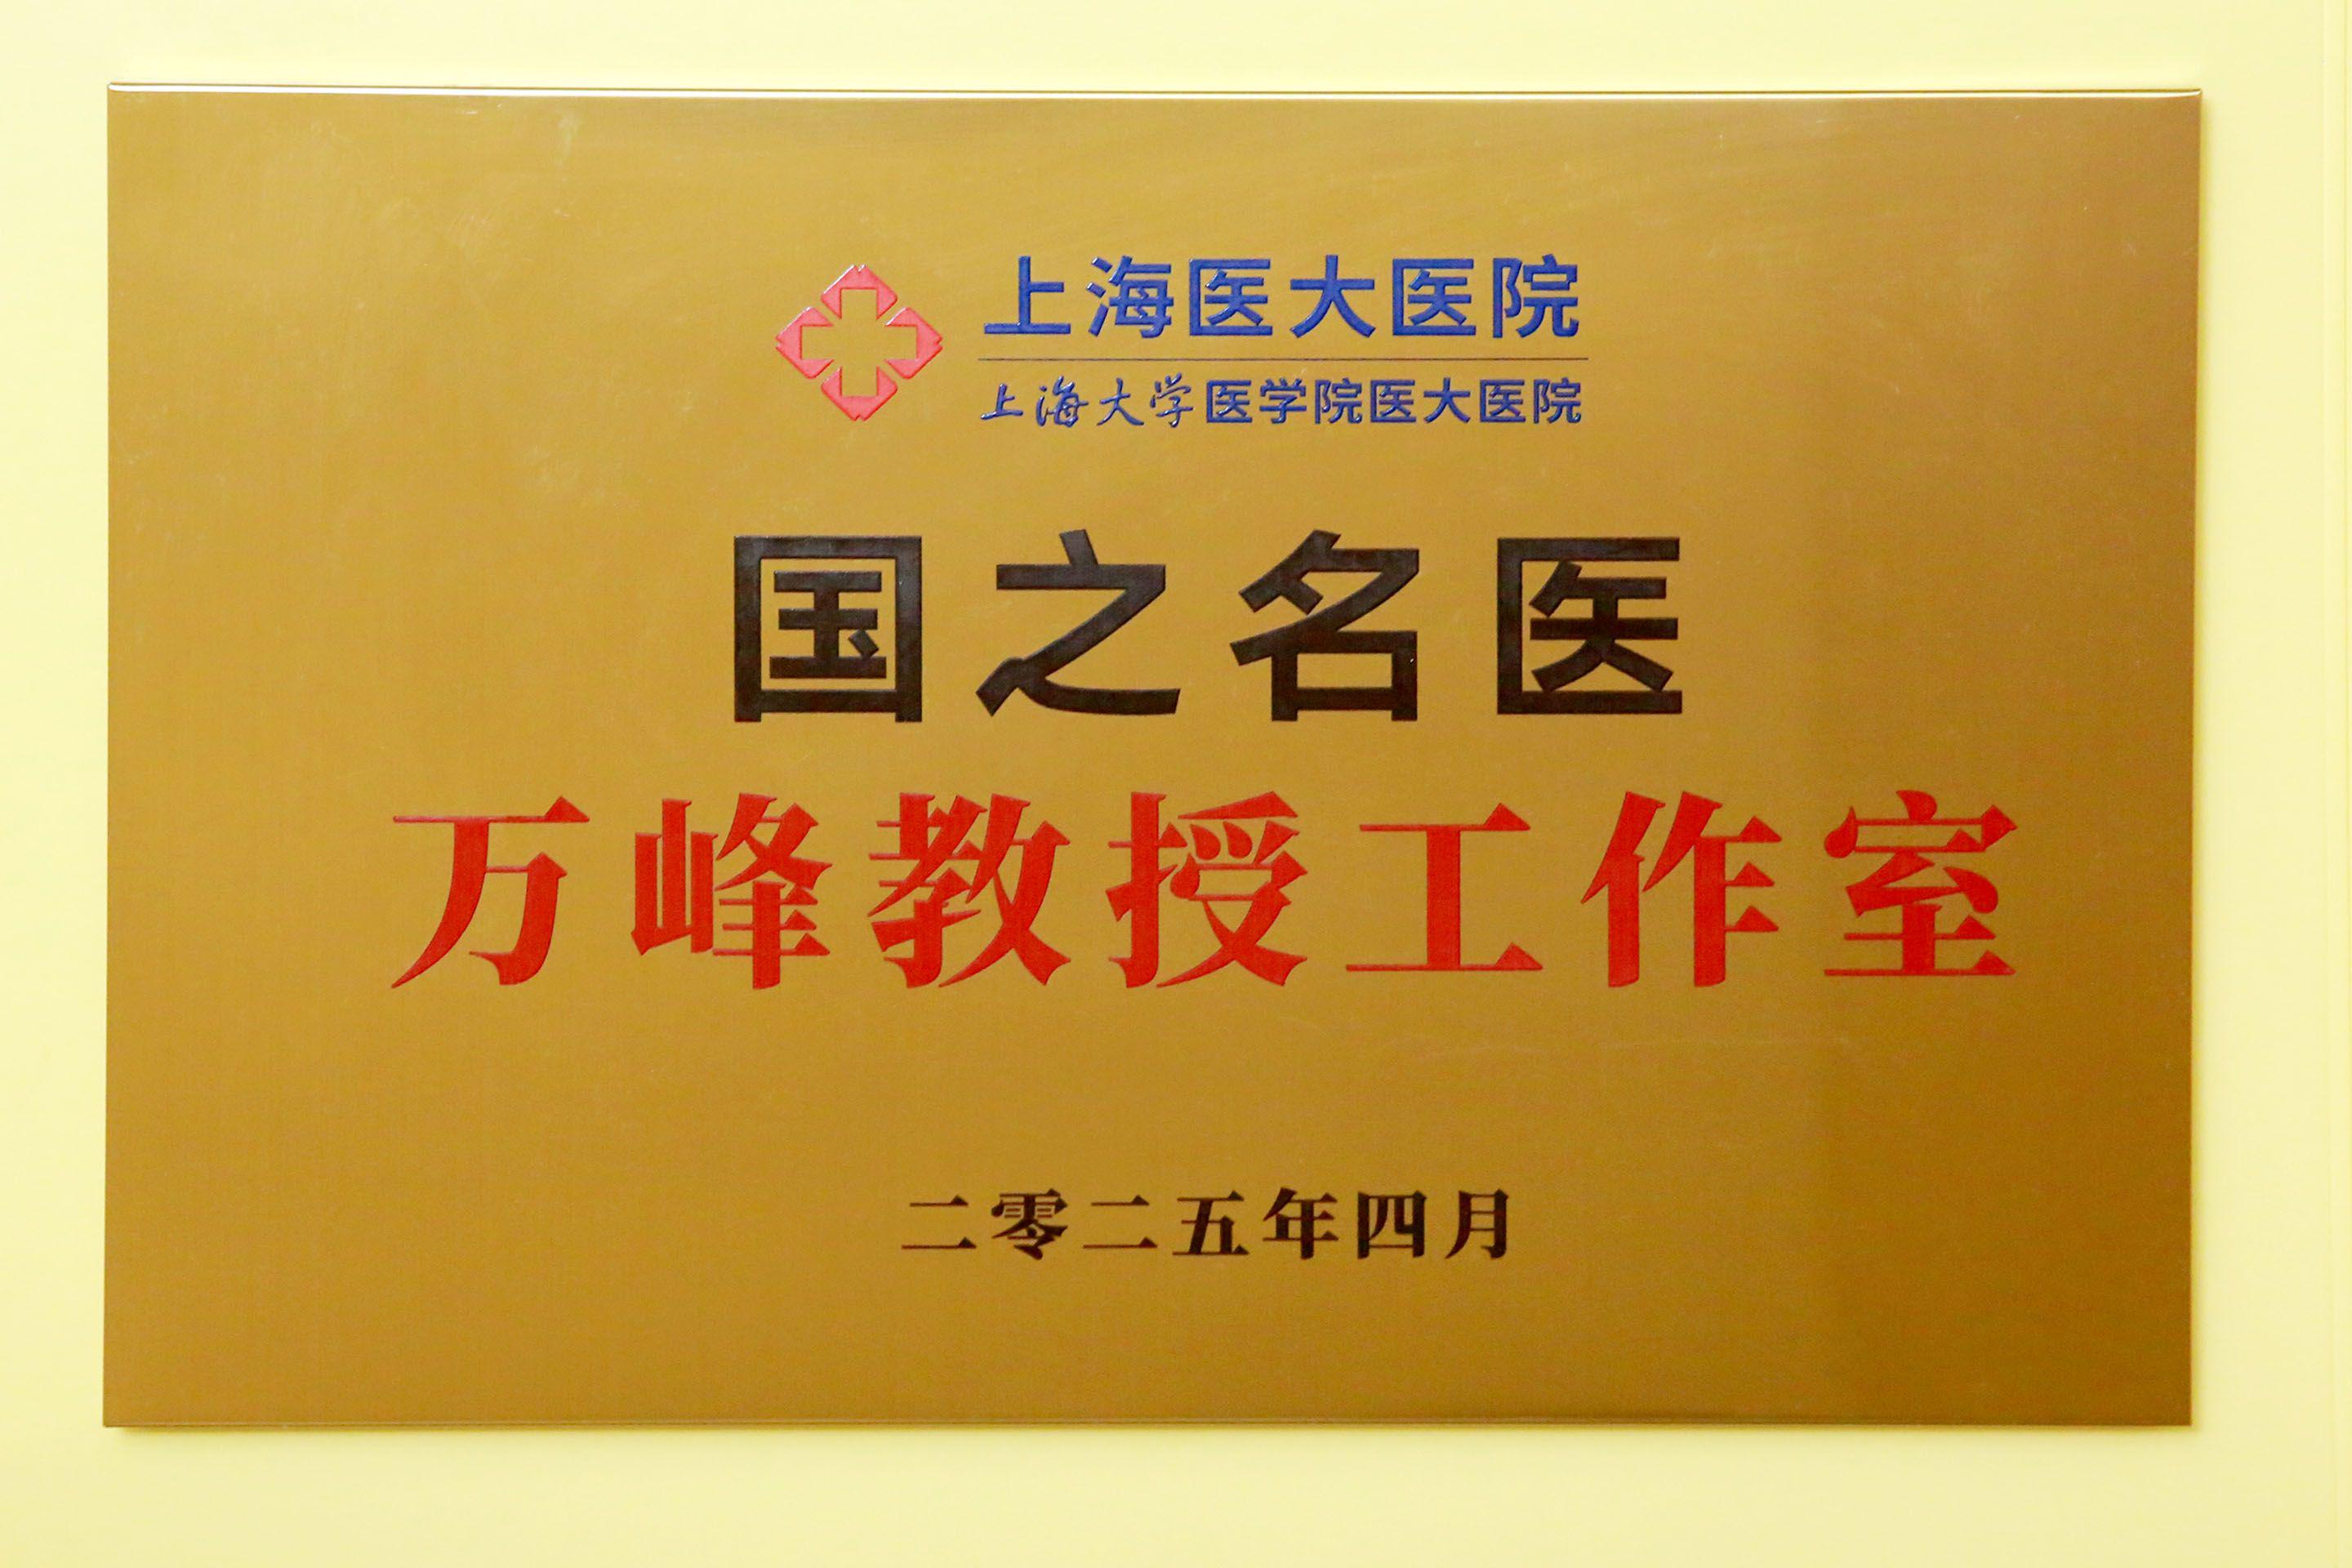 上海医大医院
上海大学医学院医大医院
国之名医
万峰教授工作室
二零二五年四月